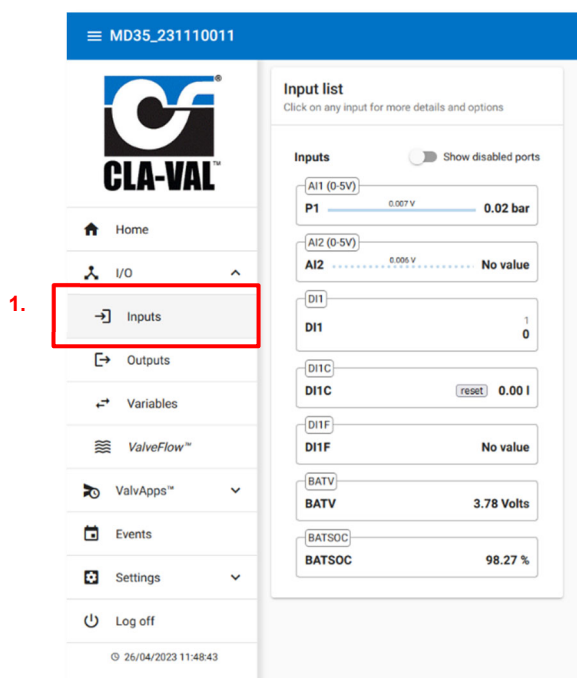 MD35_231110011
CLA-VAL™
®
Home
I/O
1.
Inputs
Outputs
Variables
ValveFlow™
ValvApps™
Events
Settings
Log off
26/04/2023 11:48:43
Input list
Click on any input for more details and options
Inputs Show disabled ports
AI1 (0-5V)
P1 0.007 V 0.02 bar
AI2 (0-5V)
AI2 0.006 V No value
DI1
1
DI1 0
DI1C
DI1C reset 0.00 l
DI1F
DI1F No value
BATV
BATV 3.78 Volts
BATSOC
BATSOC 98.27 %